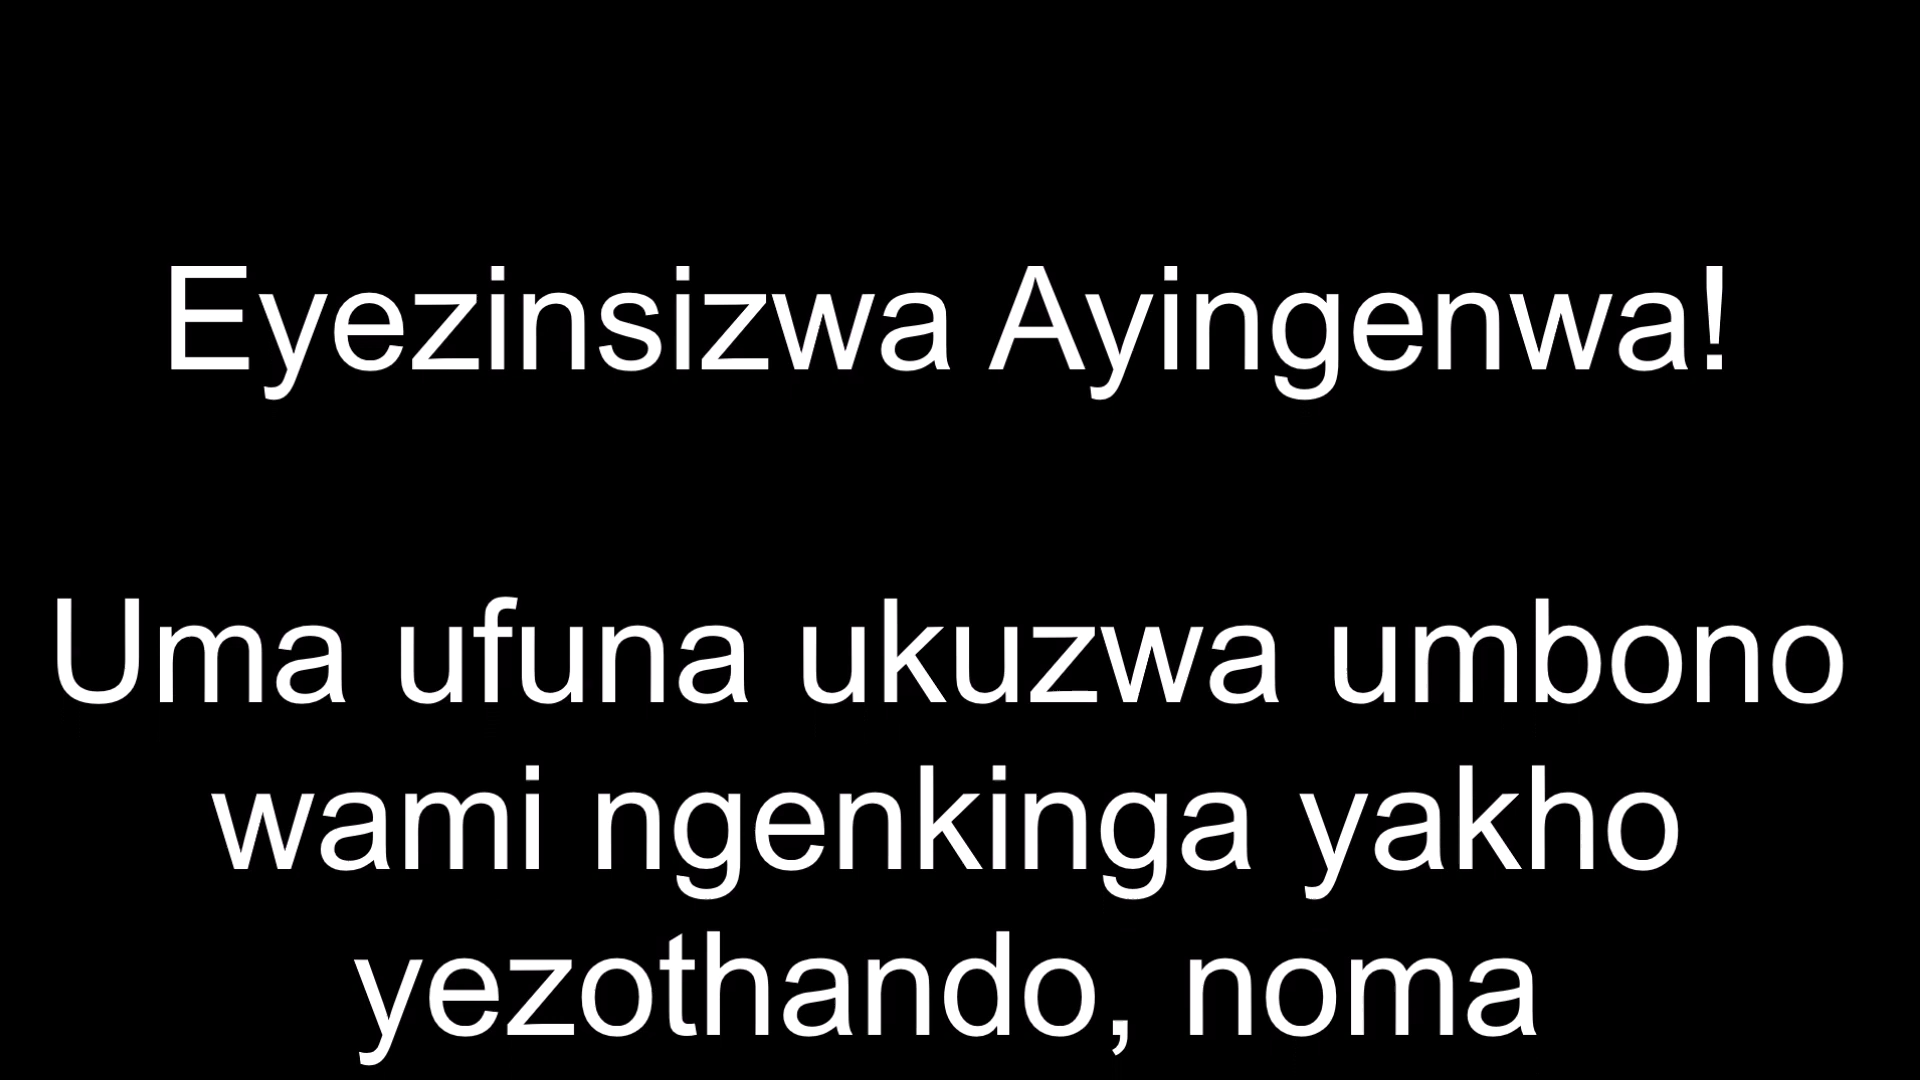 Eyezinsizwa Ayingenwa!
Uma ufuna ukuzwa umbono
wami ngenkinga yakho
yezothando, noma